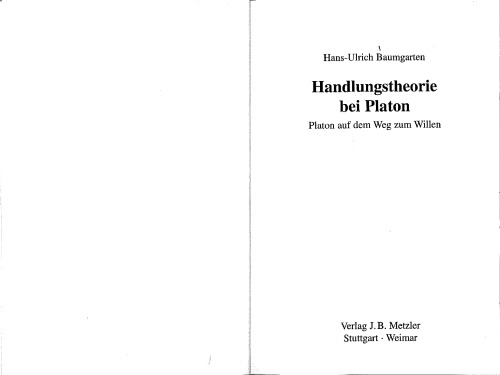 Hans-Ulrich Baumgarten
Handlungstheorie
bei Platon
Platon auf dem Weg zum Willen
Verlag J. B. Metzler
Stuttgart · Weimar